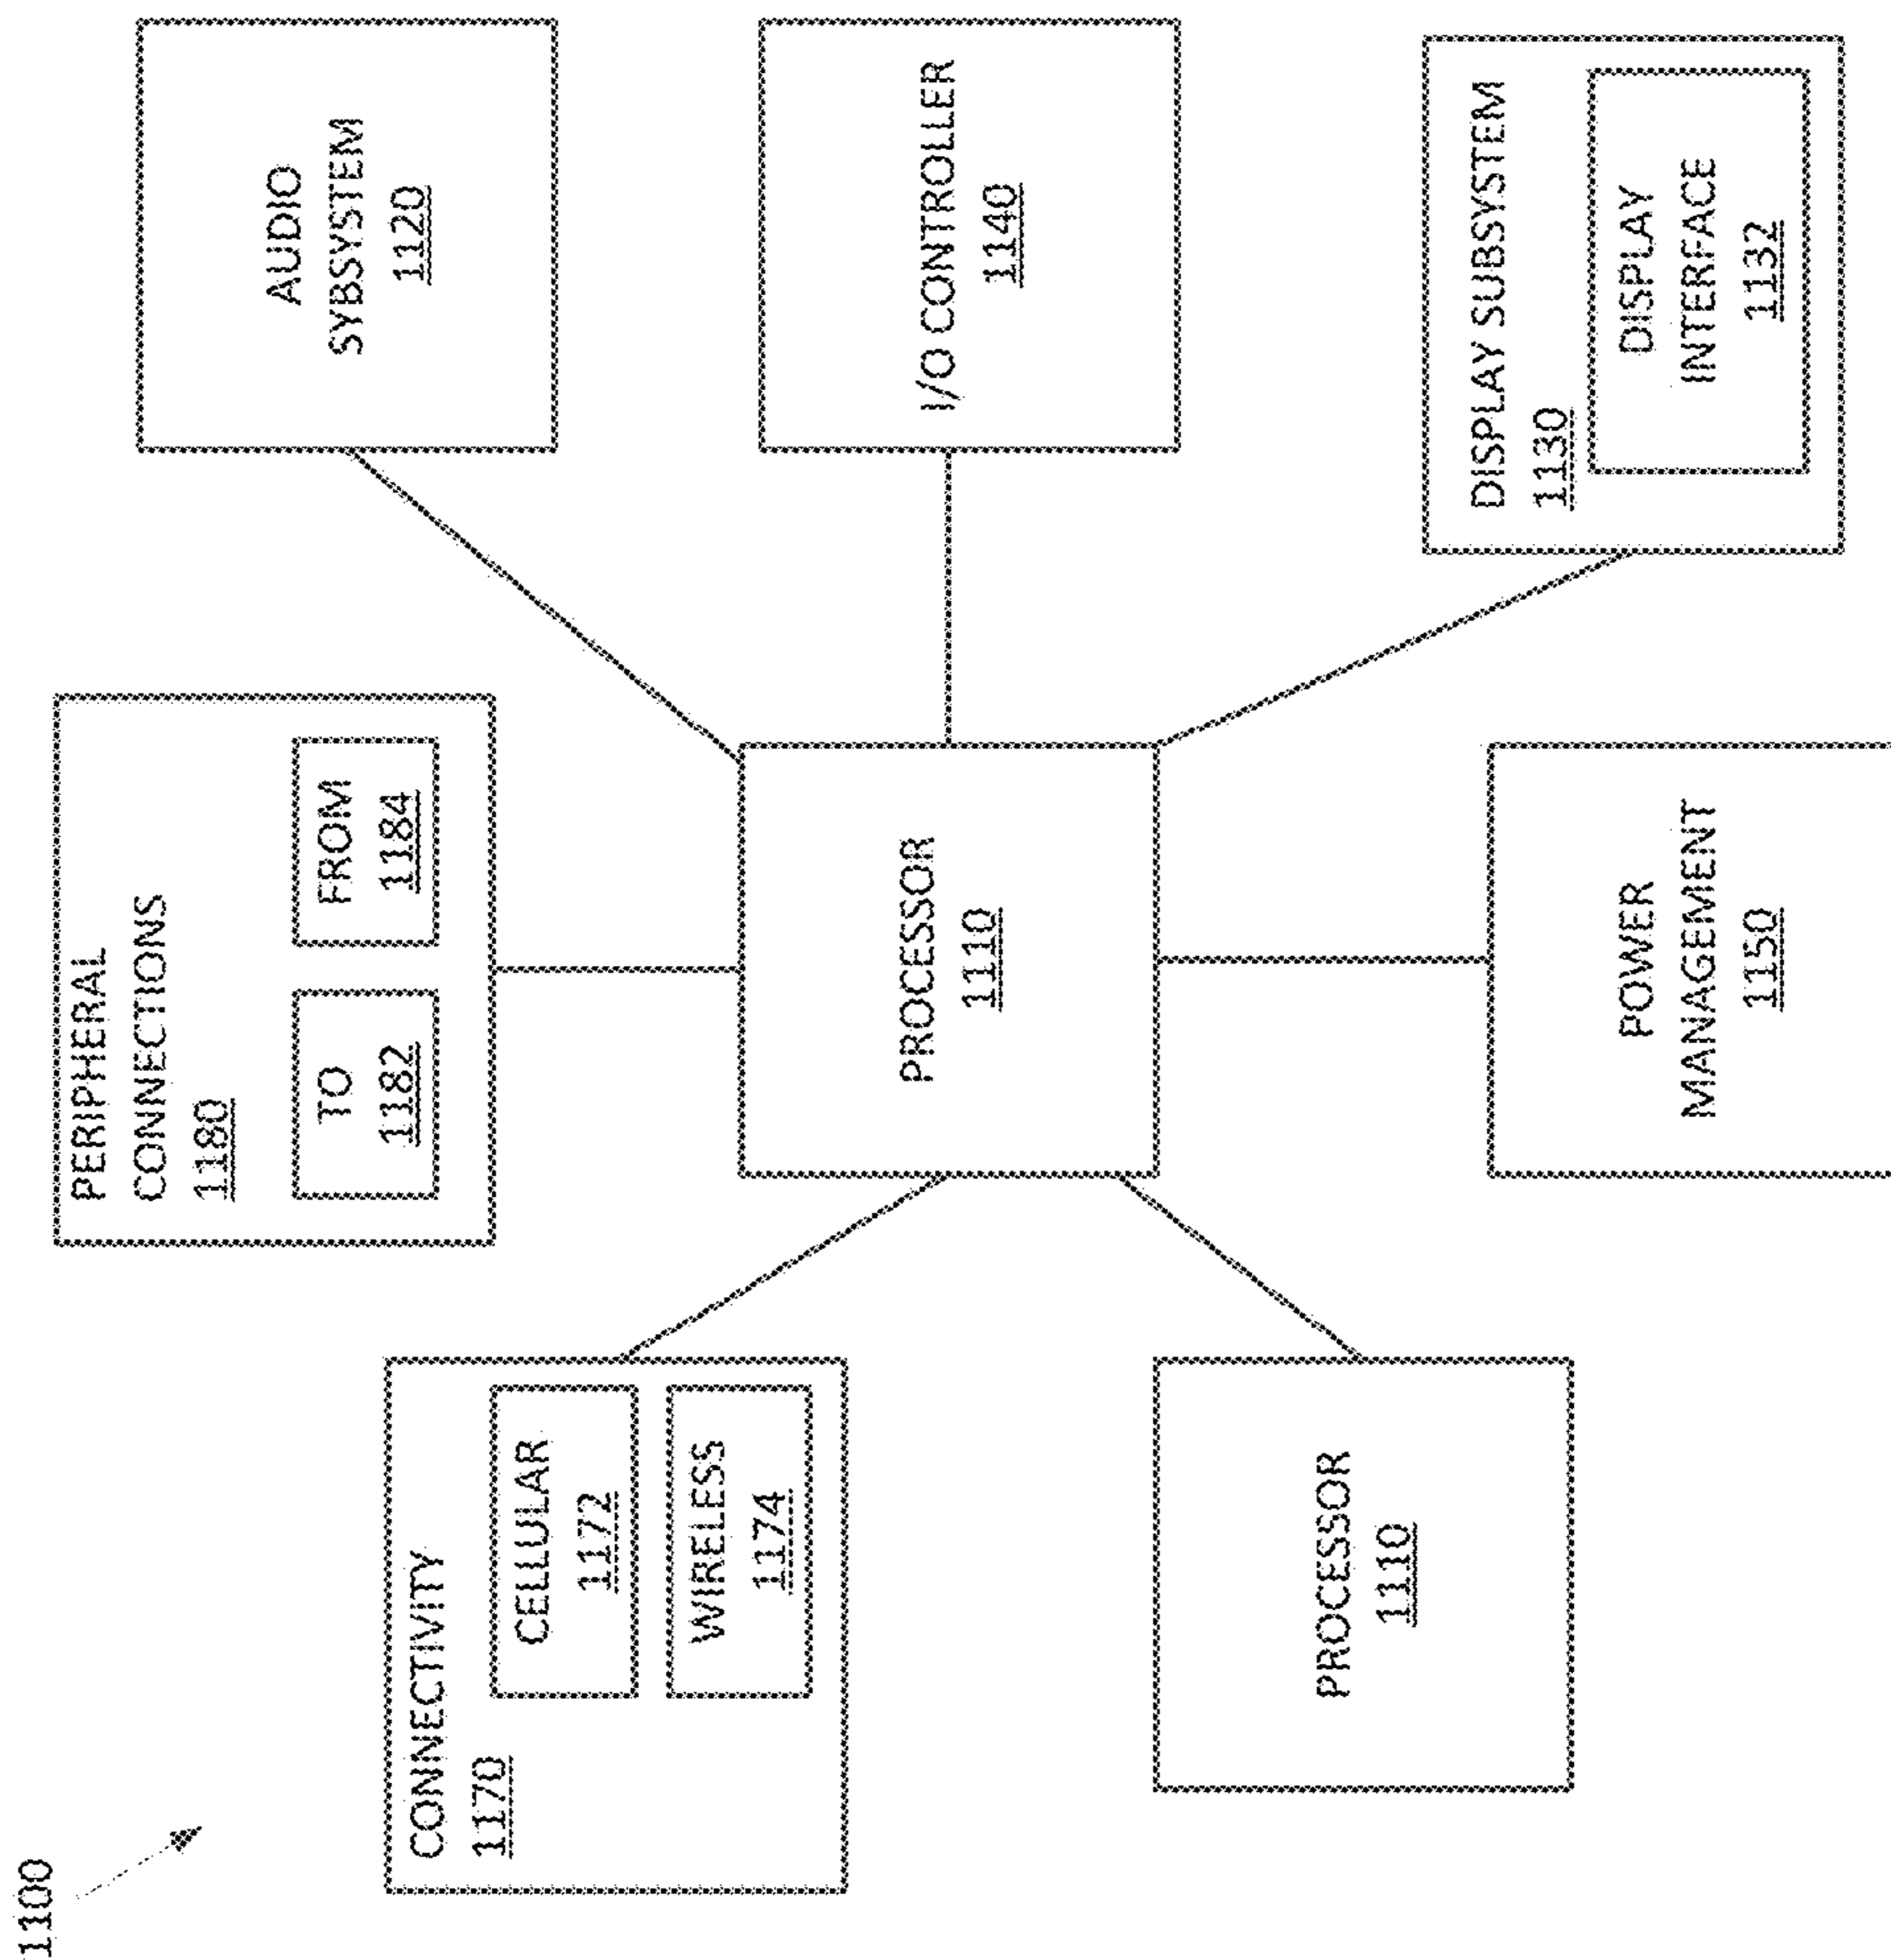 1100
CONNECTIVITY
1170
CELLULAR
1172
WIRELESS
1174
PERIPHERAL
CONNECTIONS
1180
TO
1182
FROM
1184
AUDIO
SYBSYSTEM
1120
PROCESSOR
1110
I/O CONTROLLER
1140
PROCESSOR
1110
POWER
MANAGEMENT
1150
DISPLAY SUBSYSTEM
1130
DISPLAY
INTERFACE
1132